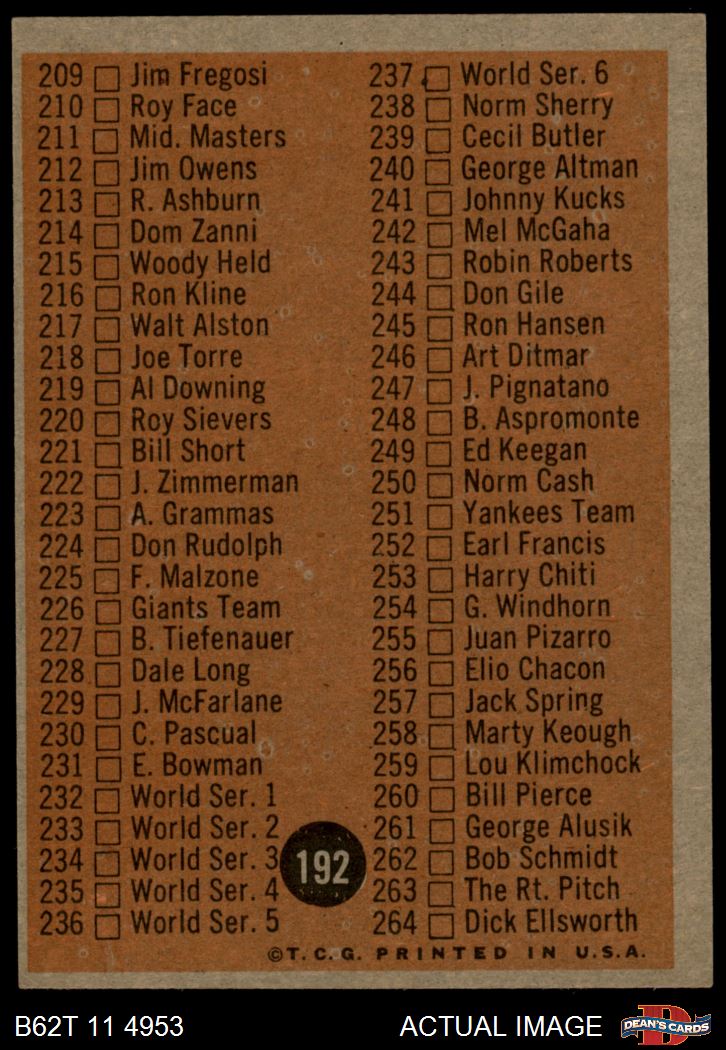 209 Jim Fregosi
210 Roy Face
211 Mid. Masters
212 Jim Owens
213 R. Ashburn
214 Dom Zanni
215 Woody Held
216 Ron Kline
217 Walt Alston
218 Joe Torre
219 Al Downing
220 Roy Sievers
221 Bill Short
222 J. Zimmerman
223 A. Grammas
224 Don Rudolph
225 F. Malzone
226 Giants Team
227 B. Tiefenauer
228 Dale Long
229 J. McFarlane
230 C. Pascual
231 E. Bowman
232 World Ser. 1
233 World Ser. 2
234 World Ser. 3
235 World Ser. 4
236 World Ser. 5
237 World Ser. 6
238 Norm Sherry
239 Cecil Butler
240 George Altman
241 Johnny Kucks
242 Mel McGaha
243 Robin Roberts
244 Don Gile
245 Ron Hansen
246 Art Ditmar
247 J. Pignatano
248 B. Aspromonte
249 Ed Keegan
250 Norm Cash
251 Yankees Team
252 Earl Francis
253 Harry Chiti
254 G. Windhorn
255 Juan Pizarro
256 Elio Chacon
257 Jack Spring
258 Marty Keough
259 Lou Klimchock
260 Bill Pierce
261 George Alusik
262 Bob Schmidt
263 The Rt. Pitch
264 Dick Ellsworth
192
©T.C.G. PRINTED IN U.S.A.
B62T 11 4953
ACTUAL IMAGE
D
DEAN'S CARDS